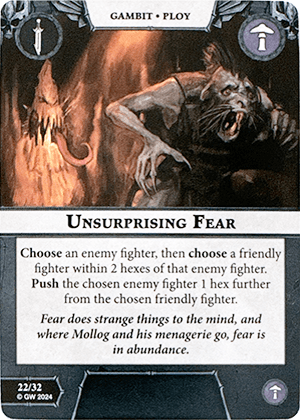 GAMBIT • PLOY
UNSURPRISING FEAR
Choose an enemy fighter, then choose a friendly
fighter within 2 hexes of that enemy fighter.
Push the chosen enemy fighter 1 hex further
from the chosen friendly fighter.
Fear does strange things to the mind, and
where Mollog and his menagerie go, fear is
in abundance.
22/32
© GW 2024